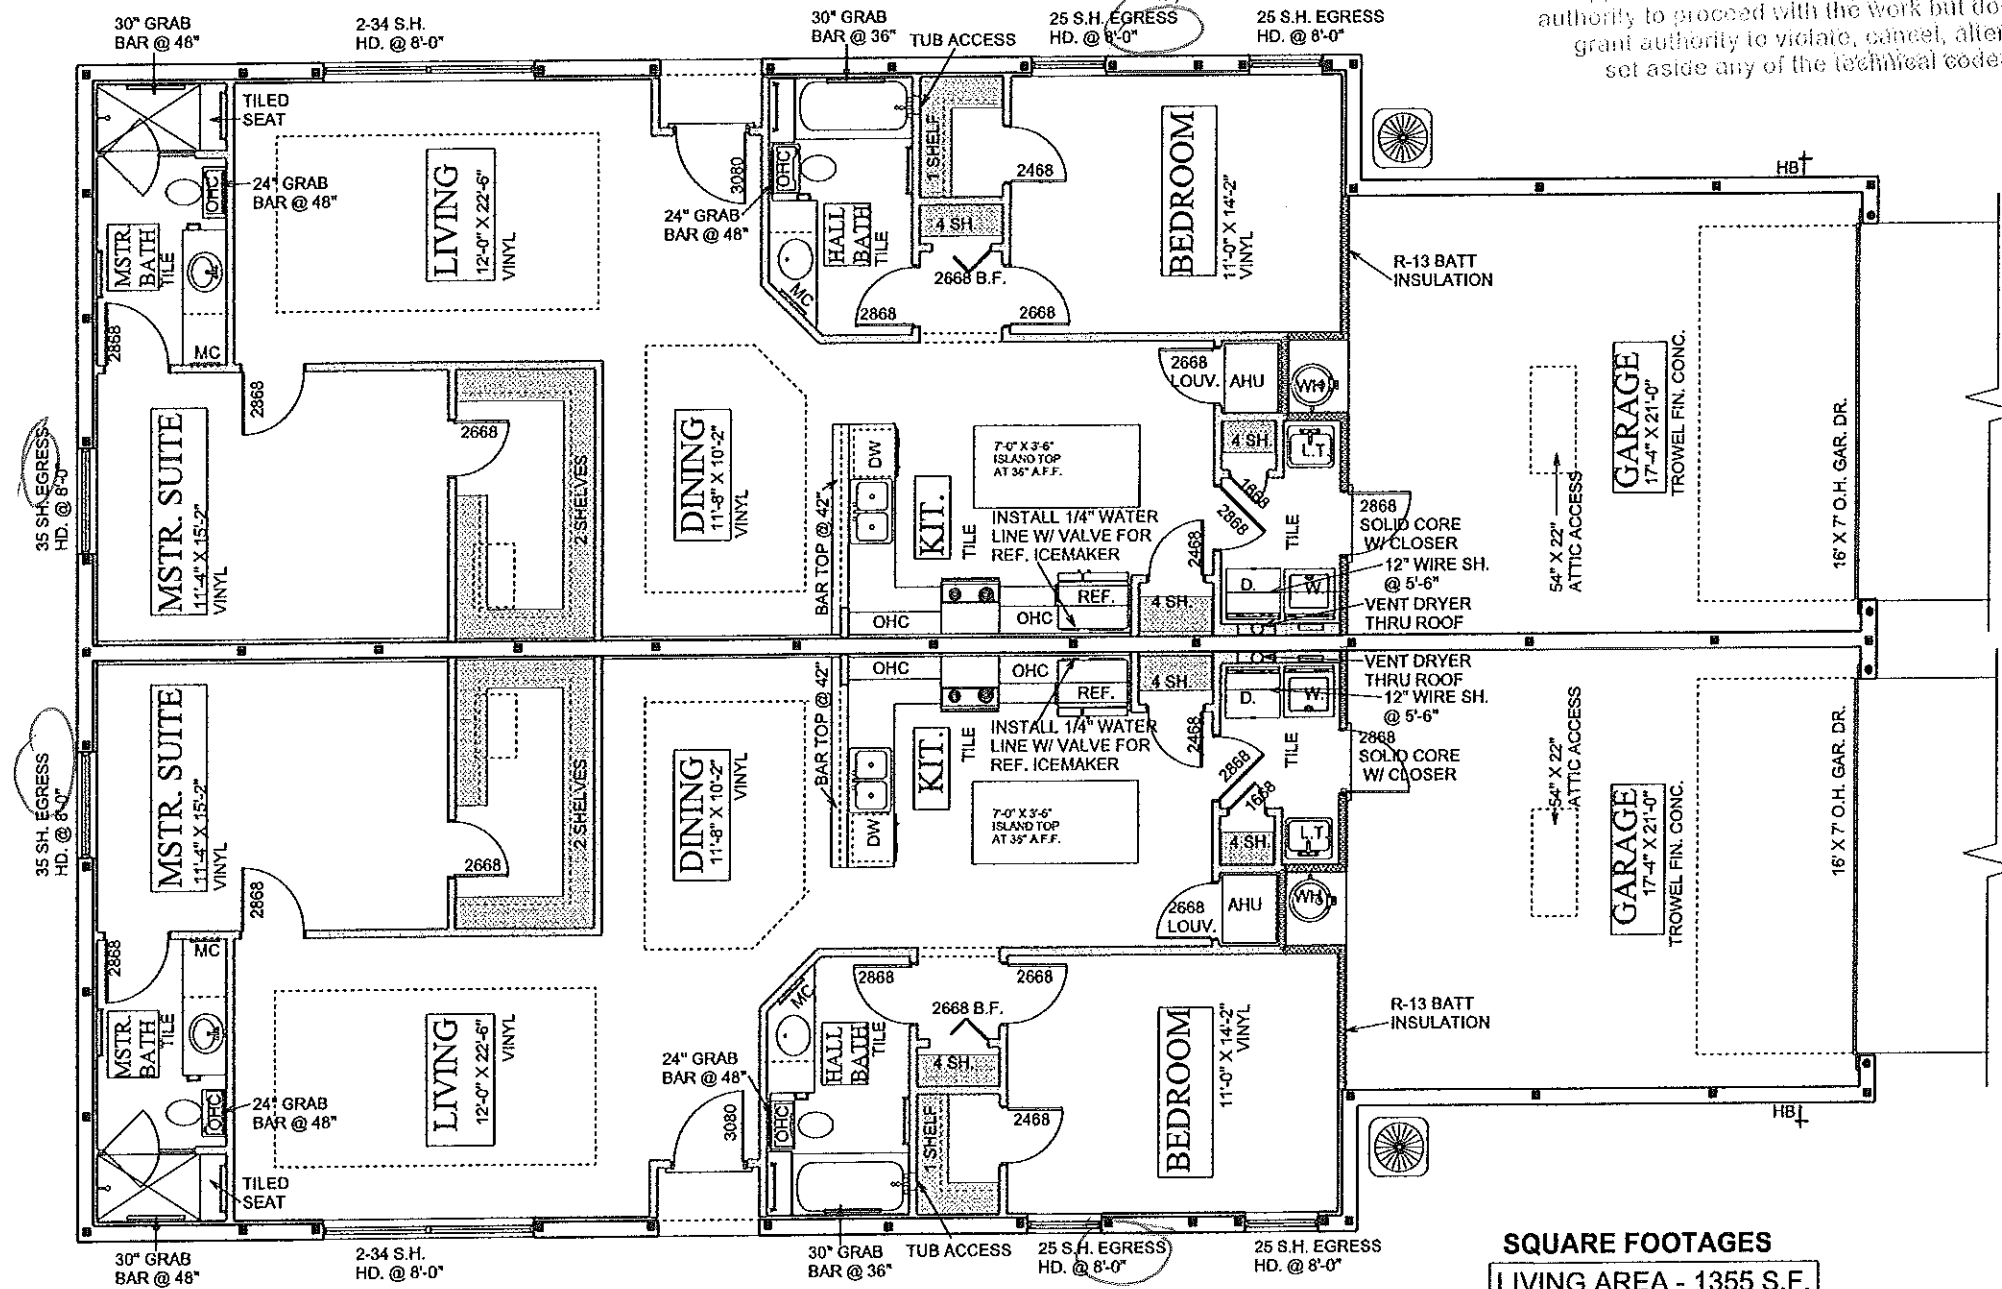 authority to proceed with the work but do
grant authority to violate, cancel, alter
set aside any of the technical code
30" GRAB
BAR @ 48"
2-34 S.H.
HD. @ 8'-0"
30" GRAB
BAR @ 36"
TUB ACCESS
25 S.H. EGRESS
HD. @ 8'-0"
25 S.H. EGRESS
HD. @ 8'-0"
TILED
SEAT
24" GRAB
BAR @ 48"
OHC
MSTR.
BATH
TILE
MC
2868
LIVING
12'-0" X 22'-6"
VINYL
3080
24" GRAB
BAR @ 48"
OHC
HALL
BATH
TILE
MC
1 SHELF
4 SH.
2668 B.F.
2868
2668
2468
BEDROOM
11'-0" X 14'-2"
VINYL
HB
R-13 BATT
INSULATION
35 SH. EGRESS
HD. @ 8'-0"
MSTR. SUITE
11'-4" X 15'-2"
VINYL
2868
2668
2 SHELVES
DINING
11'-8" X 10'-2"
VINYL
BAR TOP @ 42"
DW
KIT.
TILE
7'-0" X 3'-6"
ISLAND TOP
AT 36" A.F.F.
INSTALL 1/4" WATER
LINE W/ VALVE FOR
REF. ICEMAKER
OHC
OHC
REF.
2668
LOUV.
AHU
WH
4 SH.
L.T.
1668
2868
2468
4 SH.
TILE
D.
W.
2868
SOLID CORE
W/ CLOSER
12" WIRE SH.
@ 5'-6"
VENT DRYER
THRU ROOF
54" X 22"
ATTIC ACCESS
GARAGE
17'-4" X 21'-0"
TROWEL FIN. CONC.
16' X 7' O.H. GAR. DR.
35 SH. EGRESS
HD. @ 8'-0"
MSTR. SUITE
11'-4" X 15'-2"
VINYL
2868
2668
2 SHELVES
DINING
11'-8" X 10'-2"
VINYL
BAR TOP @ 42"
DW
OHC
OHC
REF.
KIT.
TILE
INSTALL 1/4" WATER
LINE W/ VALVE FOR
REF. ICEMAKER
7'-0" X 3'-6"
ISLAND TOP
AT 36" A.F.F.
4 SH.
2468
2868
1668
D.
W.
TILE
VENT DRYER
THRU ROOF
12" WIRE SH.
@ 5'-6"
2868
SOLID CORE
W/ CLOSER
4 SH.
L.T.
2668
LOUV.
AHU
WH
54" X 22"
ATTIC ACCESS
GARAGE
17'-4" X 21'-0"
TROWEL FIN. CONC.
16' X 7' O.H. GAR. DR.
2868
MC
MSTR.
BATH
TILE
OHC
24" GRAB
BAR @ 48"
TILED
SEAT
LIVING
12'-0" X 22'-6"
VINYL
3080
24" GRAB
BAR @ 48"
MC
HALL
BATH
TILE
OHC
2868
2668
2668 B.F.
4 SH.
1 SHELF
2468
BEDROOM
11'-0" X 14'-2"
VINYL
R-13 BATT
INSULATION
HB
30" GRAB
BAR @ 48"
2-34 S.H.
HD. @ 8'-0"
30" GRAB
BAR @ 36"
TUB ACCESS
25 S.H. EGRESS
HD. @ 8'-0"
25 S.H. EGRESS
HD. @ 8'-0"
SQUARE FOOTAGES
LIVING AREA - 1355 S.F.